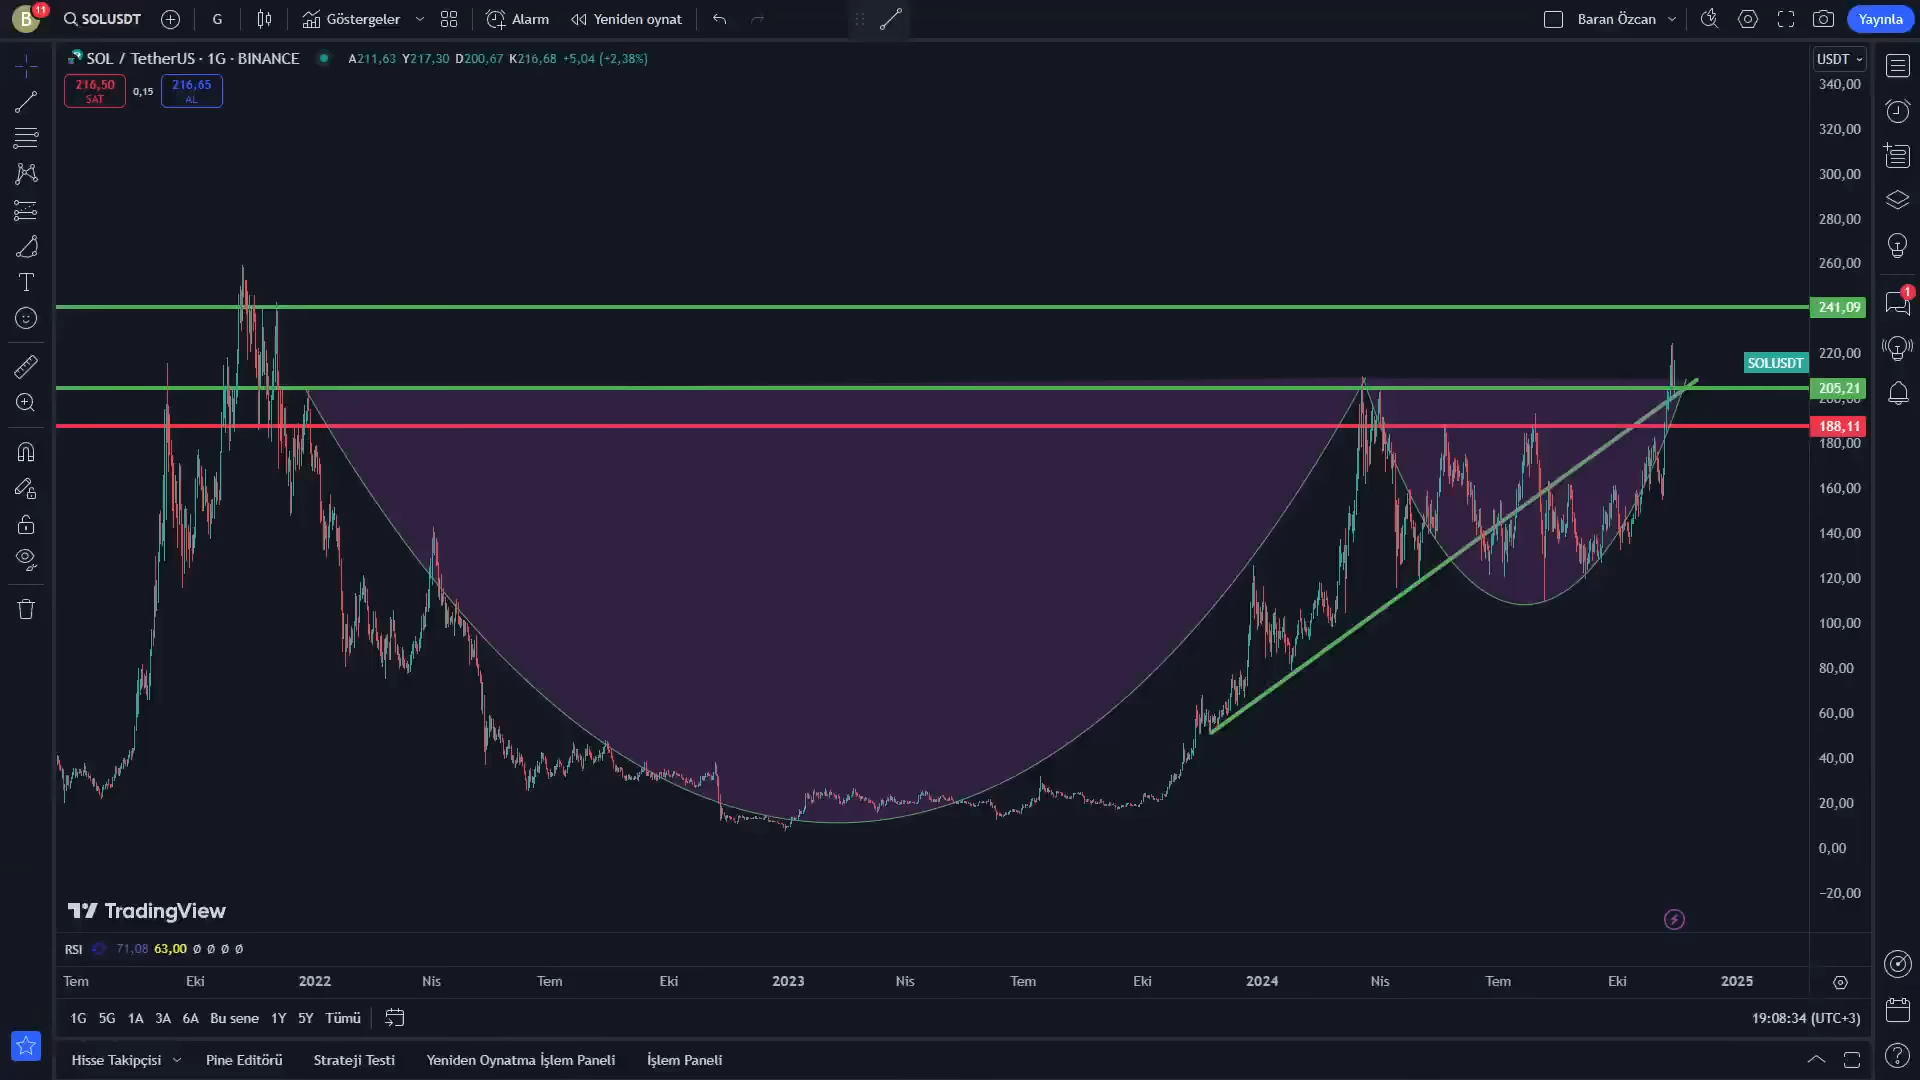 B 11 SOLUSDT G Göstergeler Alarm Yeniden oynat Baran Özcan Yayınla
SOL / TetherUS · 1G · BINANCE A211,63 Y217,30 D200,67 K216,68 +5,04 (+2,38%)
USDT
216,50 SAT 0,15 216,65 AL
340,00
320,00
300,00
280,00
260,00
241,09
1
220,00
SOLUSDT
205,21
200,00
188,11
180,00
160,00
140,00
120,00
100,00
80,00
60,00
40,00
20,00
0,00
−20,00
TradingView
RSI 71,08 63,00 Ø Ø Ø Ø
Tem Eki 2022 Nis Tem Eki 2023 Nis Tem Eki 2024 Nis Tem Eki 2025
1G 5G 1A 3A 6A Bu sene 1Y 5Y Tümü 19:08:34 (UTC+3)
Hisse Takipçisi Pine Editörü Strateji Testi Yeniden Oynatma İşlem Paneli İşlem Paneli